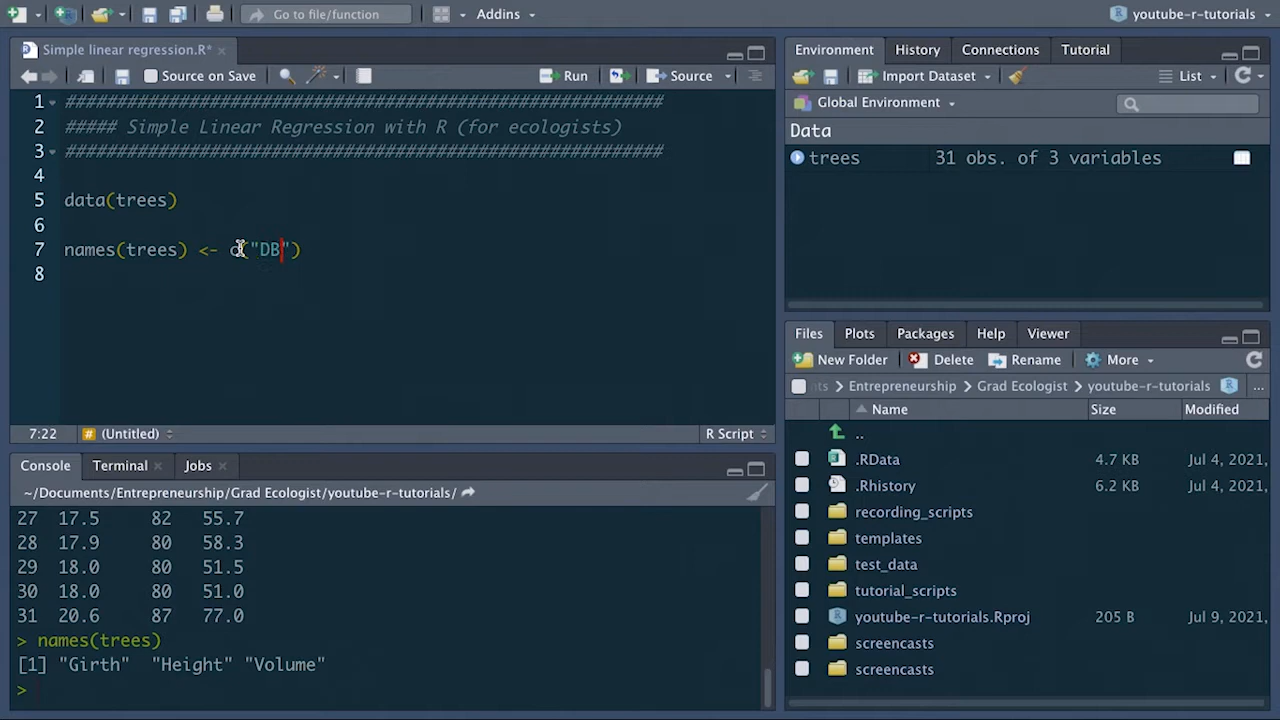 Go to file/function
Addins
youtube-r-tutorials
Simple linear regression.R*
Source on Save
Run
Source
1 ##########################################################
2 ##### Simple Linear Regression with R (for ecologists)
3 ##########################################################
4
5 data(trees)
6
7 names(trees) <- c("DB")
8
7:22
(Untitled)
R Script
Console
Terminal
Jobs
~/Documents/Entrepreneurship/Grad Ecologist/youtube-r-tutorials/
27 17.5 82 55.7
28 17.9 80 58.3
29 18.0 80 51.5
30 18.0 80 51.0
31 20.6 87 77.0
> names(trees)
[1] "Girth" "Height" "Volume"
>
Environment
History
Connections
Tutorial
Import Dataset
List
Global Environment
Data
trees 31 obs. of 3 variables
Files
Plots
Packages
Help
Viewer
New Folder
Delete
Rename
More
nts > Entrepreneurship > Grad Ecologist > youtube-r-tutorials
...
Name Size Modified
..
.RData 4.7 KB Jul 4, 2021,
.Rhistory 6.2 KB Jul 4, 2021,
recording_scripts
templates
test_data
tutorial_scripts
youtube-r-tutorials.Rproj 205 B Jul 9, 2021,
screencasts
screencasts